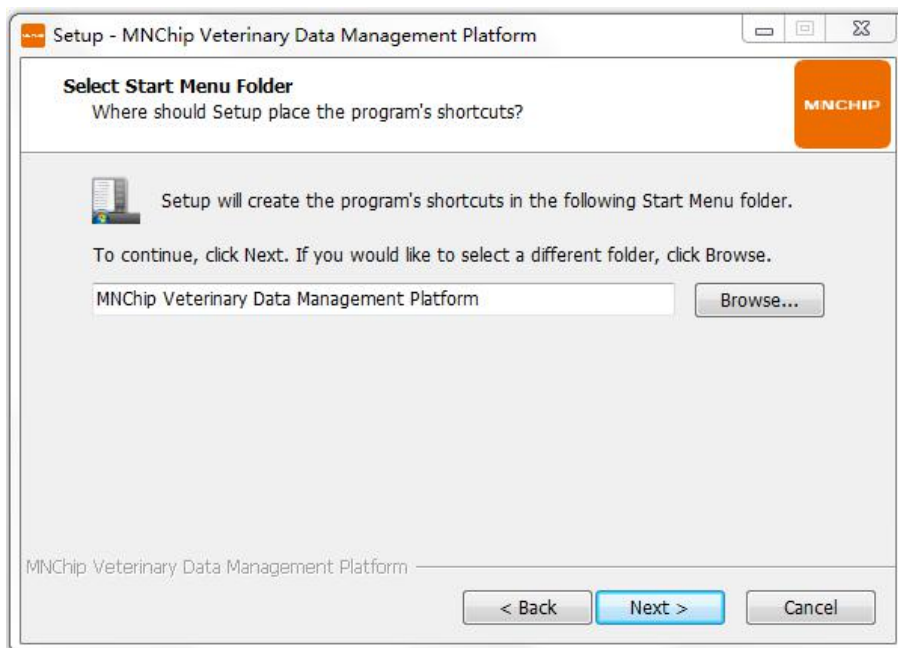 Setup - MNChip Veterinary Data Management Platform
Select Start Menu Folder
Where should Setup place the program's shortcuts?
MNCHIP
Setup will create the program's shortcuts in the following Start Menu folder.
To continue, click Next. If you would like to select a different folder, click Browse.
MNChip Veterinary Data Management Platform
Browse...
MNChip Veterinary Data Management Platform
< Back
Next >
Cancel